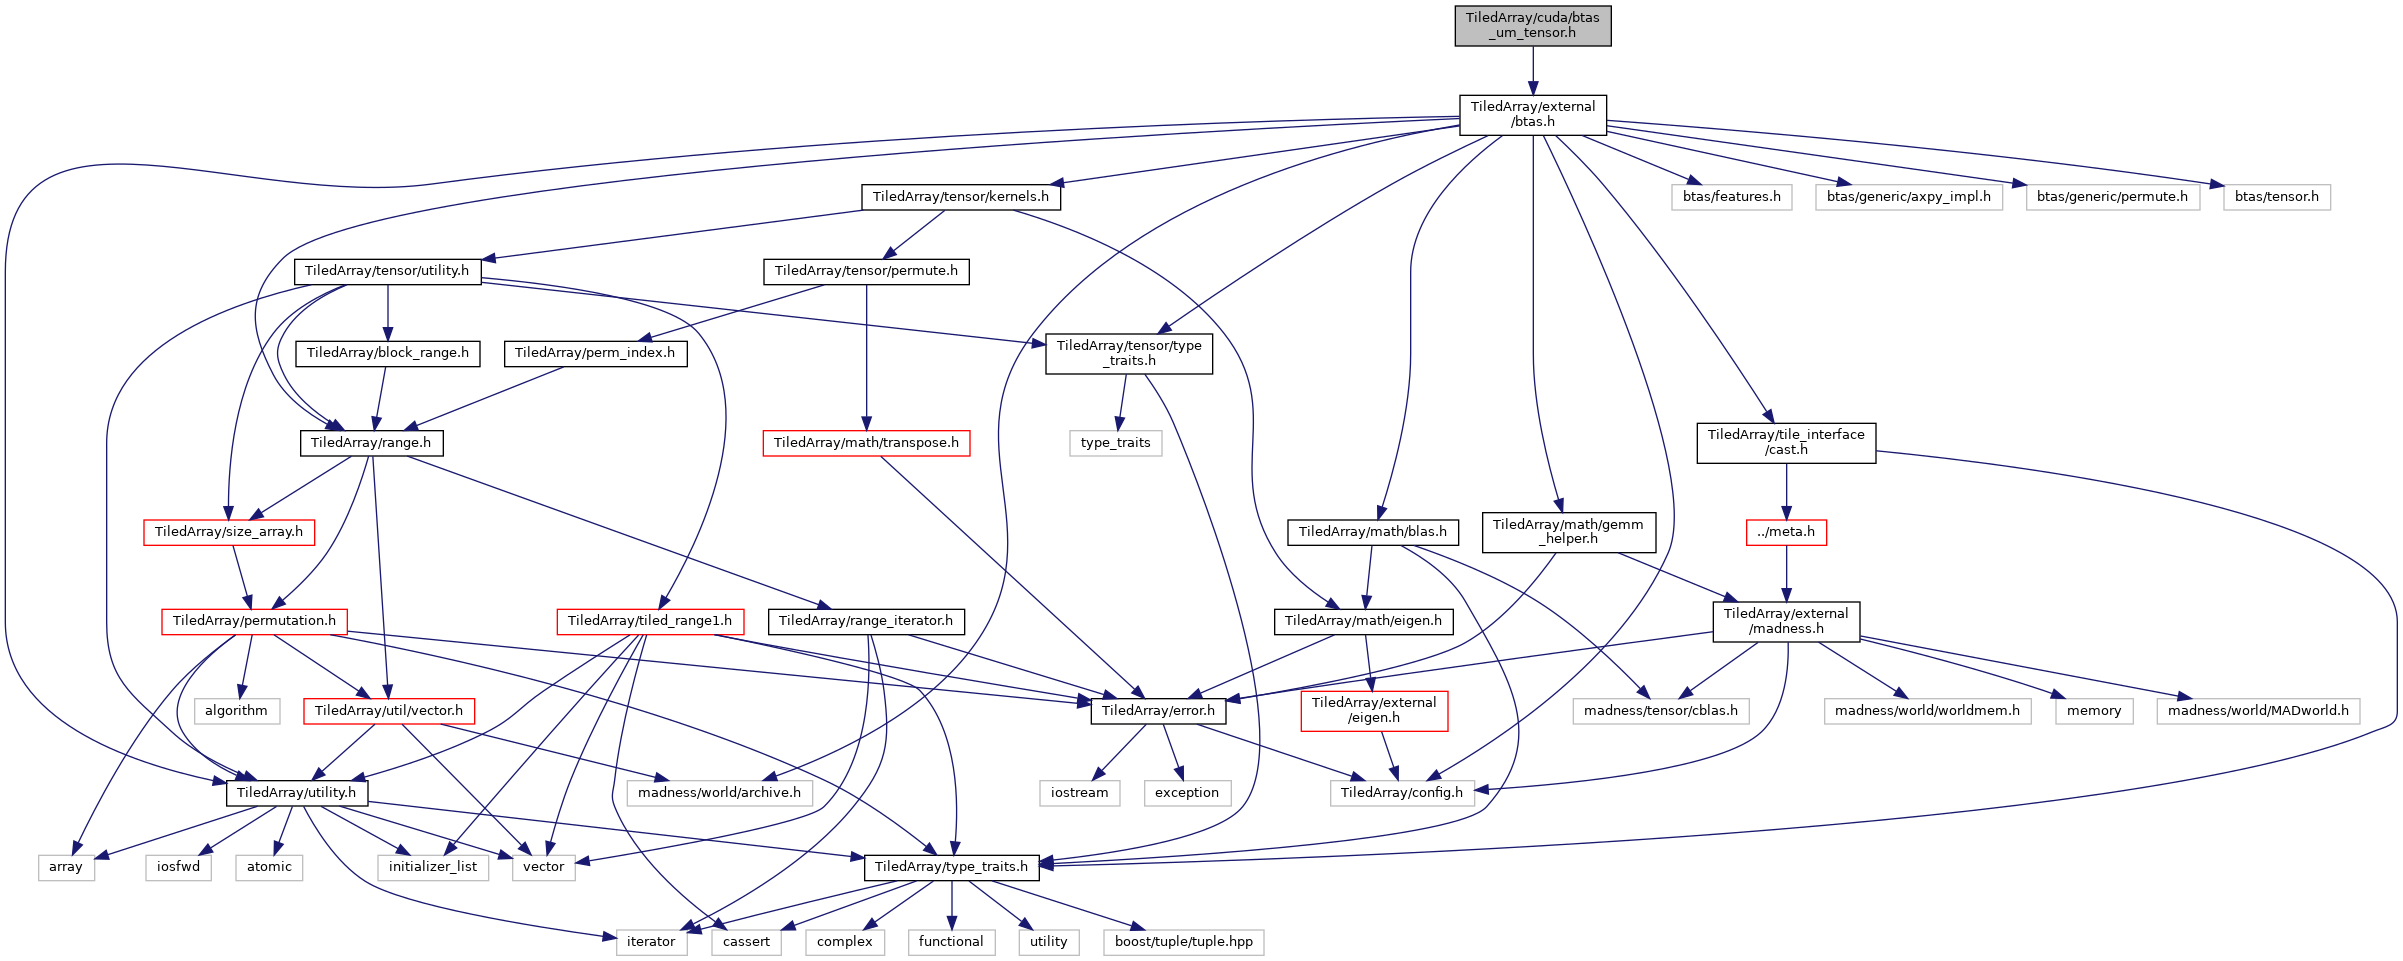 TiledArray/cuda/btas
_um_tensor.h
TiledArray/external
/btas.h
TiledArray/tensor/kernels.h
btas/features.h
btas/generic/axpy_impl.h
btas/generic/permute.h
btas/tensor.h
TiledArray/tensor/utility.h
TiledArray/tensor/permute.h
TiledArray/block_range.h
TiledArray/perm_index.h
TiledArray/tensor/type
_traits.h
TiledArray/range.h
TiledArray/math/transpose.h
type_traits
TiledArray/tile_interface
/cast.h
TiledArray/size_array.h
TiledArray/math/blas.h
TiledArray/math/gemm
_helper.h
../meta.h
TiledArray/permutation.h
TiledArray/tiled_range1.h
TiledArray/range_iterator.h
TiledArray/math/eigen.h
TiledArray/external
/madness.h
algorithm
TiledArray/util/vector.h
TiledArray/error.h
TiledArray/external
/eigen.h
madness/tensor/cblas.h
madness/world/worldmem.h
memory
madness/world/MADworld.h
TiledArray/utility.h
madness/world/archive.h
iostream
exception
TiledArray/config.h
array
iosfwd
atomic
initializer_list
vector
TiledArray/type_traits.h
iterator
cassert
complex
functional
utility
boost/tuple/tuple.hpp